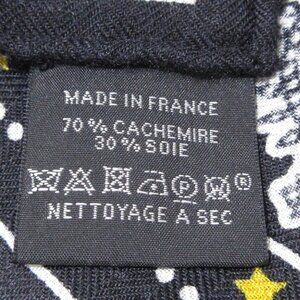 MADE IN FRANCE
70% CACHEMIRE
30% SOIE
P W ®
NETTOYAGE A SEC